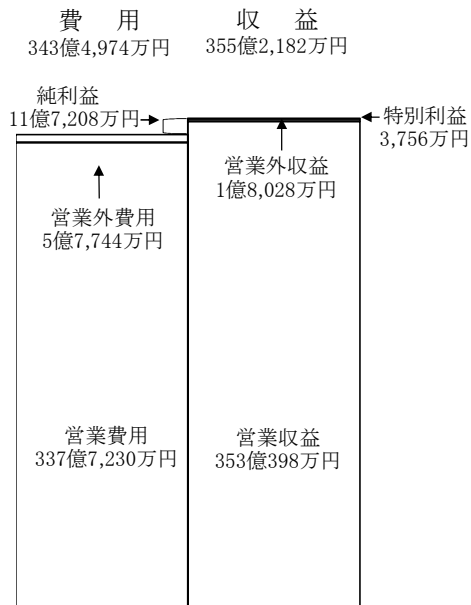 費　用
343億4,974万円
収　益
355億2,182万円
純利益
11億7,208万円
特別利益
3,756万円
営業外収益
1億8,028万円
営業外費用
5億7,744万円
営業費用
337億7,230万円
営業収益
353億398万円